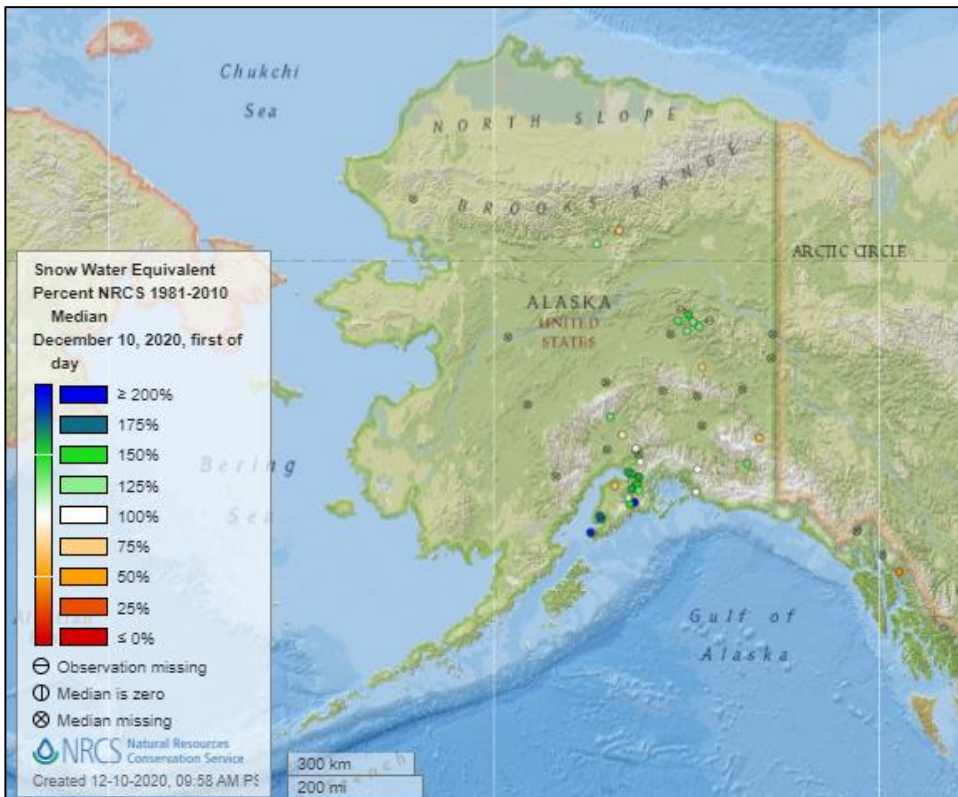 Chukchi
Sea
NORTH SLOPE
BROOKS RANGE
ARCTIC CIRCLE
ALASKA
UNITED
STATES
Bering
Sea
Gulf of
Alaska
Snow Water Equivalent
Percent NRCS 1981-2010
Median
December 10, 2020, first of
day
≥ 200%
175%
150%
125%
100%
75%
50%
25%
≤ 0%
Observation missing
Median is zero
Median missing
NRCS Natural Resources
Conservation Service
Created 12-10-2020, 09:58 AM PS
300 km
200 mi